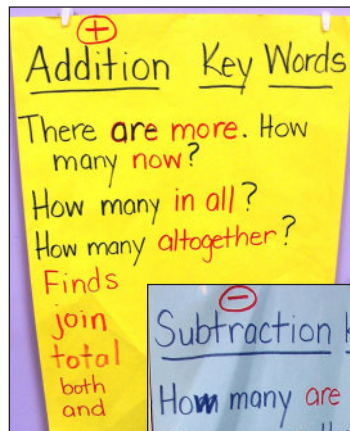 +
Addition Key Words
There are more. How
many now?
How many in all?
How many altogether?
Finds
join
total
both
and
−
Subtraction
How many are